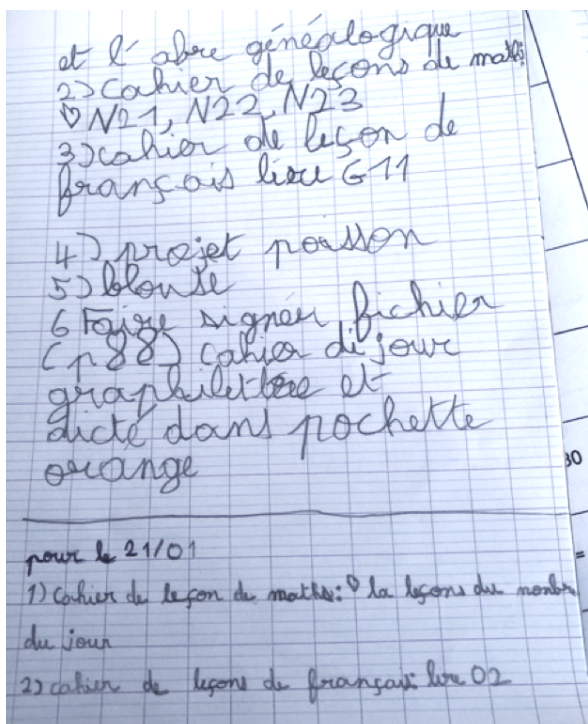 et l'abre généalogique
2) Cahier de leçons de maths
♡ N21, N22, N23
3) cahier de leçon de
français lire G11
4) projet poisson
5) blouse
6 Faire signer fichier
(p88) cahier di jour
graphilettre et
dicté dans pochette
orange
30
pour le 21/01
1) Cahier de leçon de maths: ♡ la leçons du nombre
du jour
2) cahier de leçons de français: lire O2